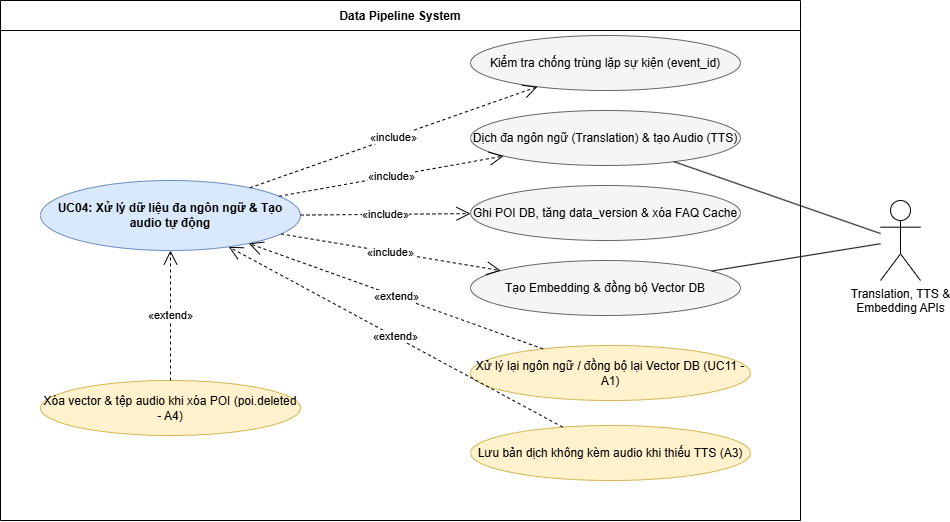 Data Pipeline System
Kiểm tra chống trùng lặp sự kiện (event_id)
«include»
Dịch đa ngôn ngữ (Translation) & tạo Audio (TTS)
«include»
UC04: Xử lý dữ liệu đa ngôn ngữ & Tạo
audio tự động
«include»
Ghi POI DB, tăng data_version & xóa FAQ Cache
«include»
Tạo Embedding & đồng bộ Vector DB
Translation, TTS &
Embedding APIs
«extend»
«extend»
«extend»
Xử lý lại ngôn ngữ / đồng bộ lại Vector DB (UC11 -
A1)
Xóa vector & tệp audio khi xóa POI (poi.deleted
- A4)
Lưu bản dịch không kèm audio khi thiếu TTS (A3)